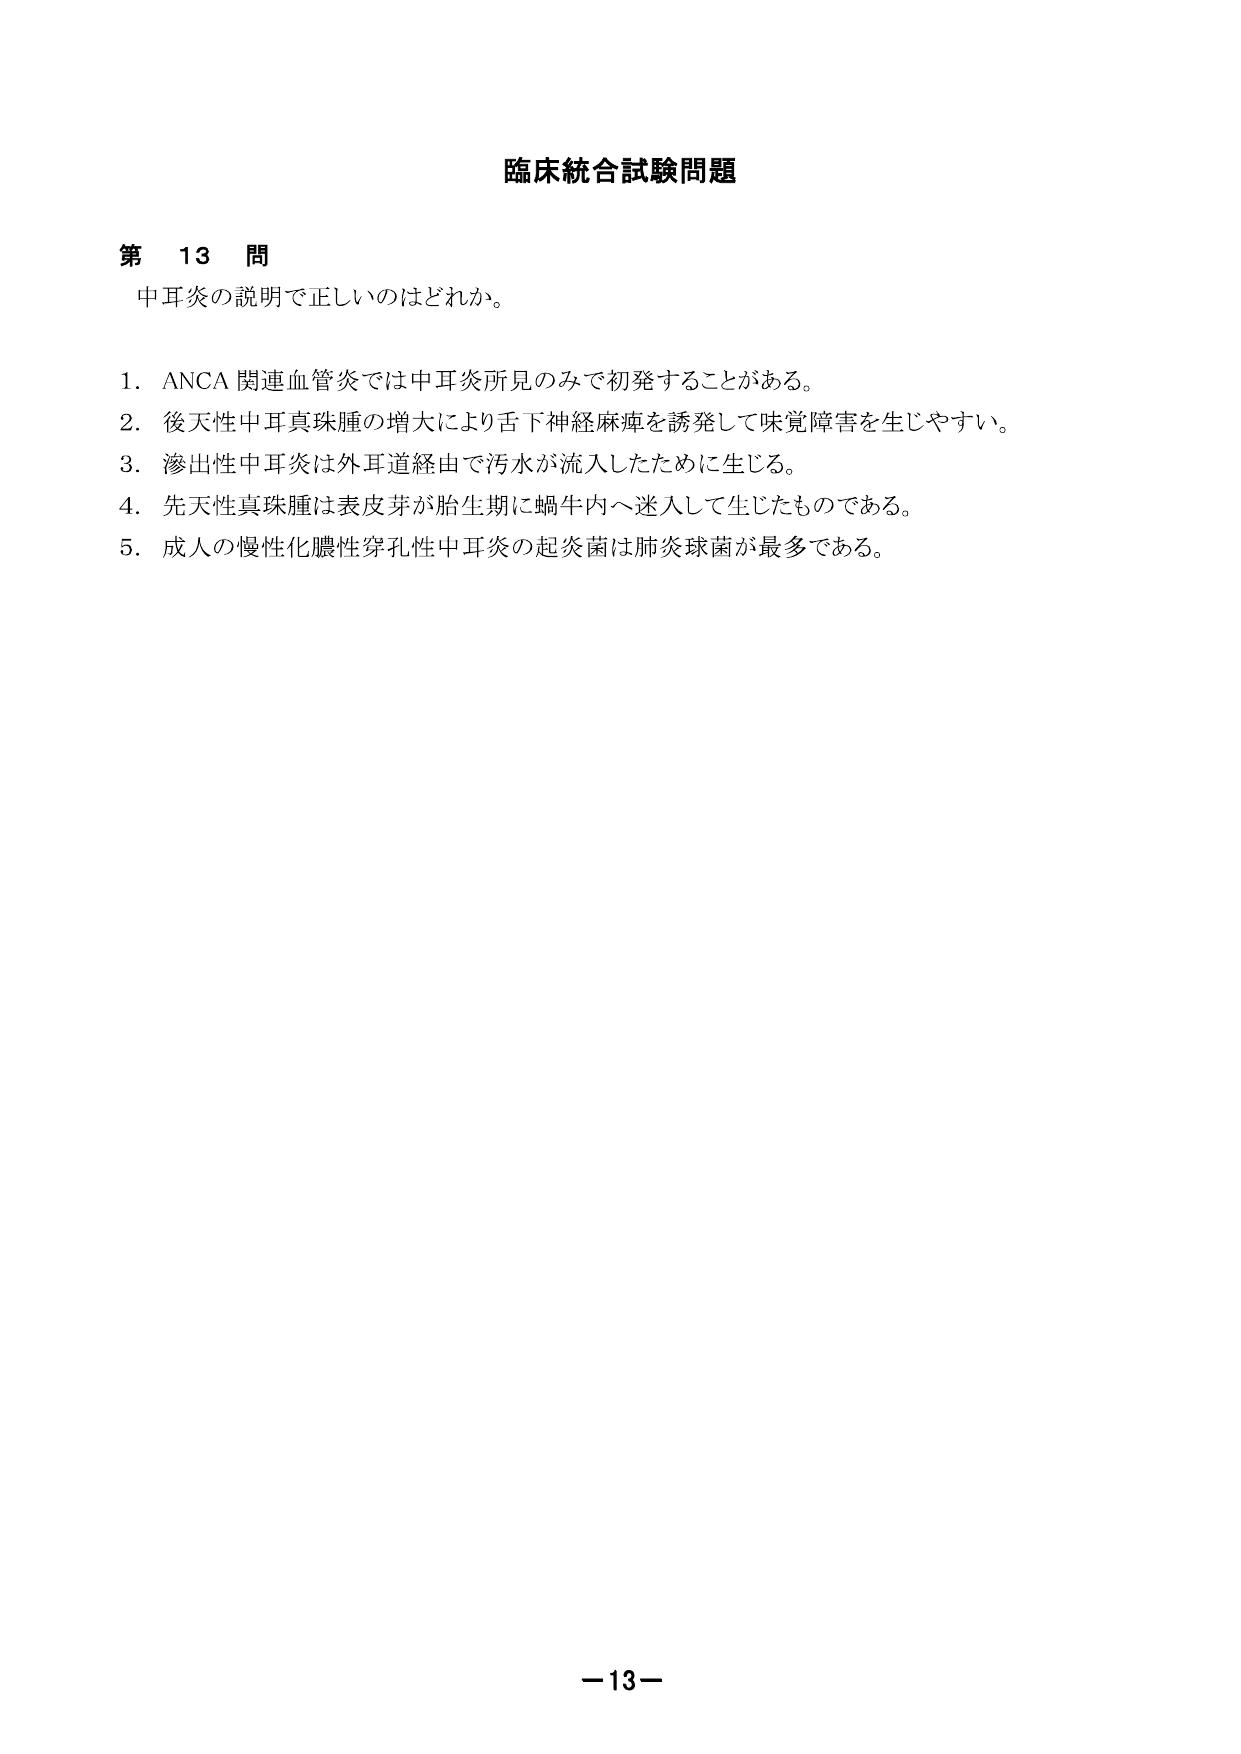 臨床統合試験問題
第 13 問
中耳炎の説明で正しいのはどれか。
1. ANCA 関連血管炎では中耳炎所見のみで初発することがある。
2. 後天性中耳真珠腫の増大により舌下神経麻痺を誘発して味覚障害を生じやすい。
3. 滲出性中耳炎は外耳道経由で汚水が流入したために生じる。
4. 先天性真珠腫は表皮芽が胎生期に蝸牛内へ迷入して生じたものである。
5. 成人の慢性化膿性穿孔性中耳炎の起炎菌は肺炎球菌が最多である。
－13－